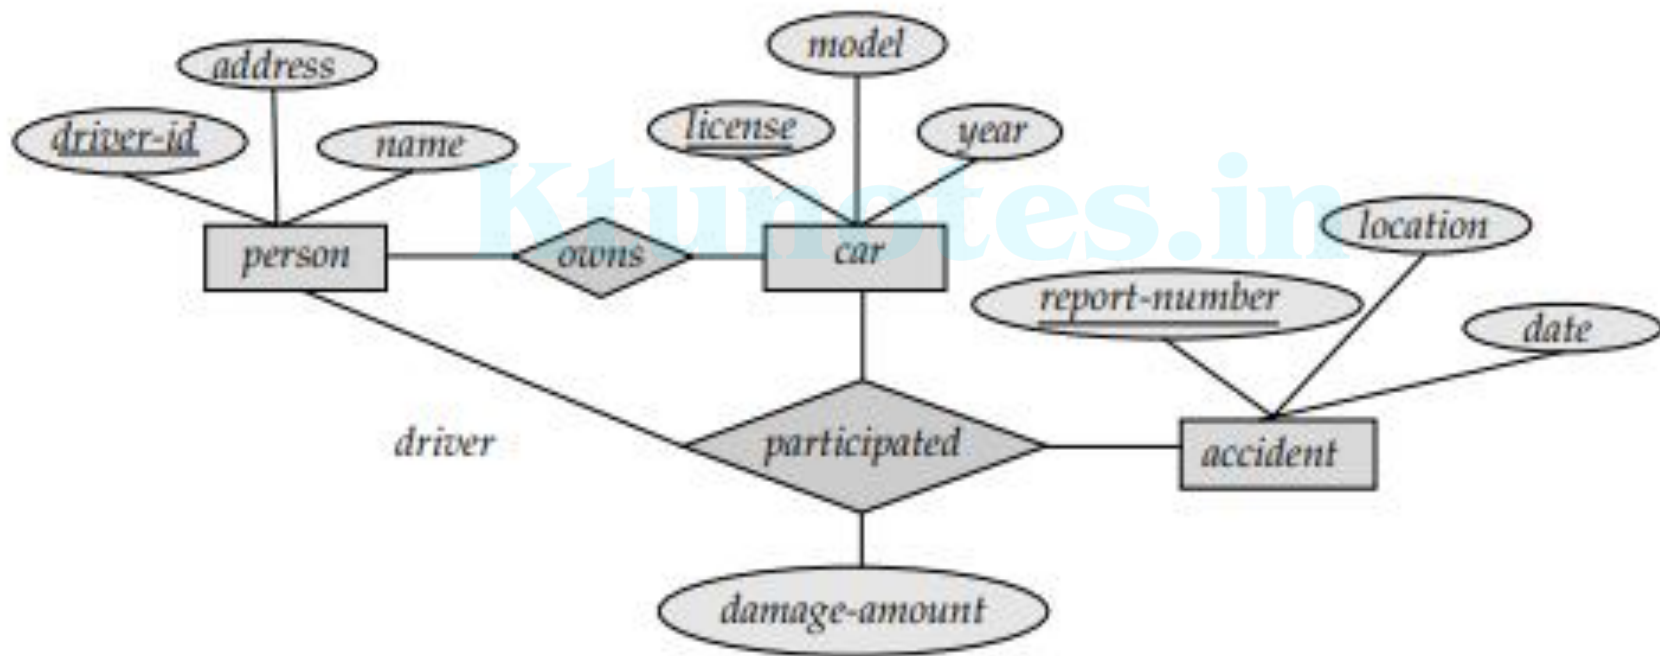 model
address
driver-id
name
license
year
Ktunotes.in
location
person
owns
car
report-number
date
driver
participated
accident
damage-amount